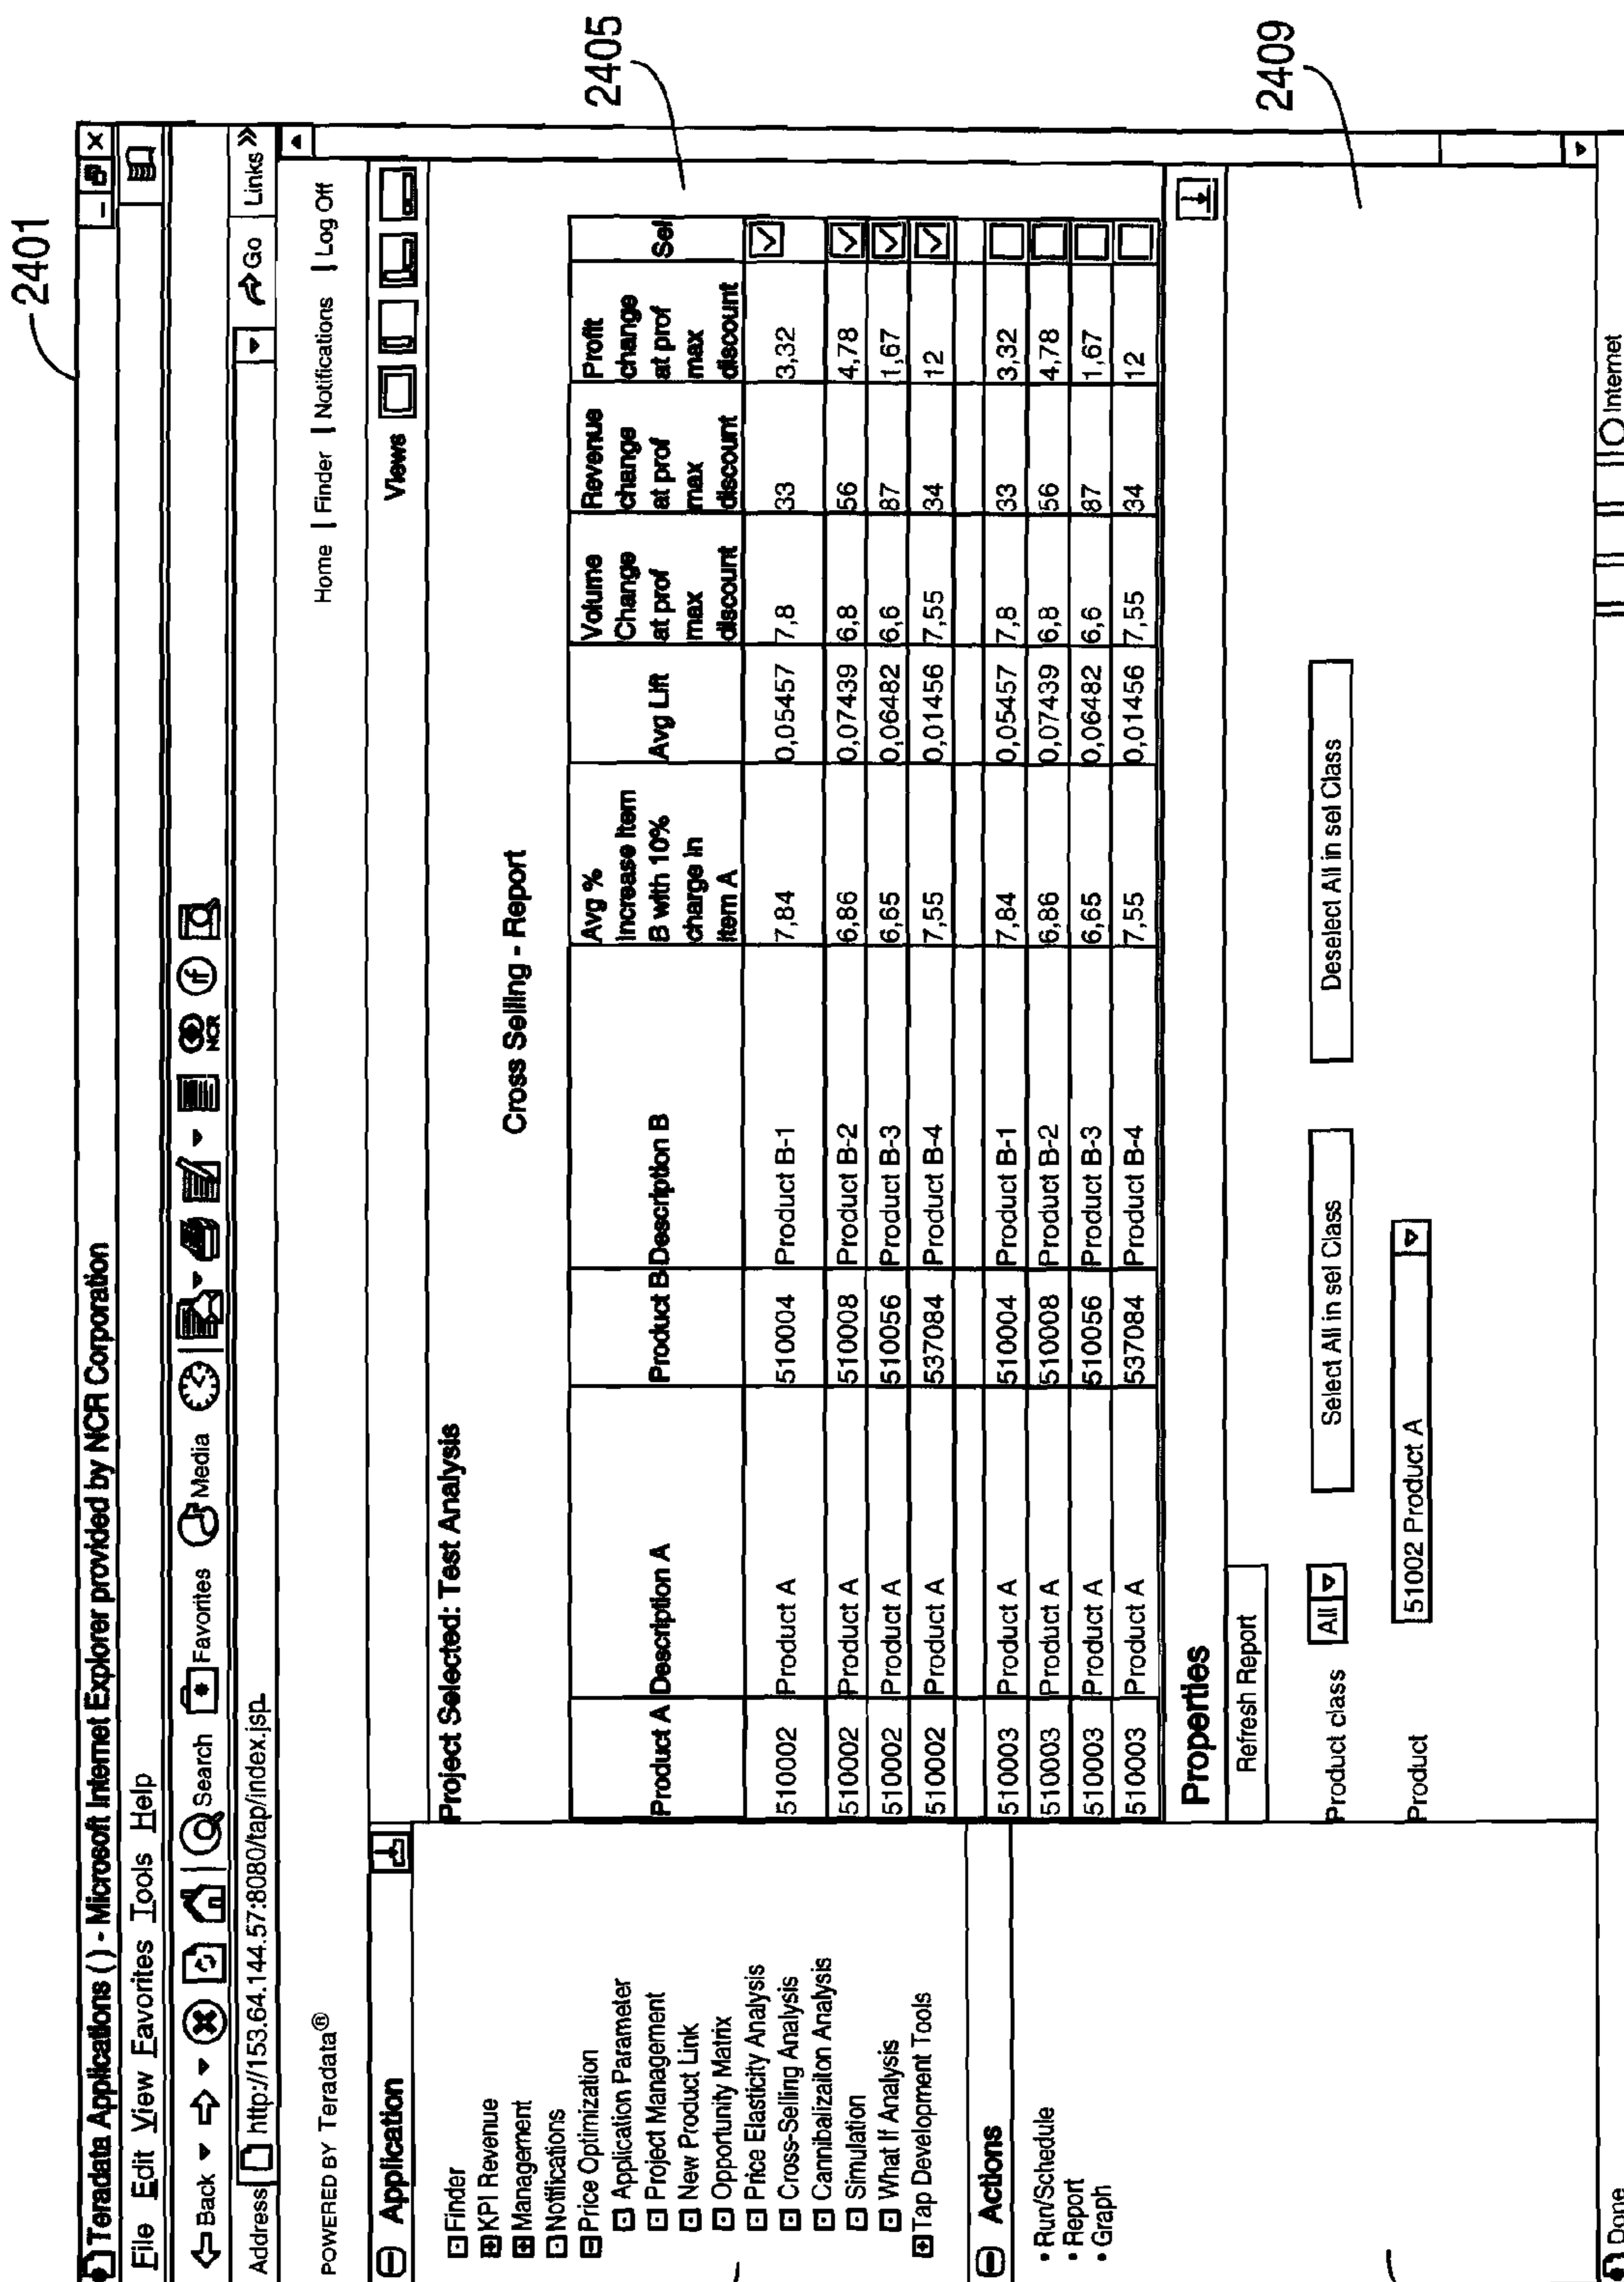 2401
Teradata Applications ( ) - Microsoft Internet Explorer provided by NCR Corporation
File Edit View Favorites Tools Help
Back Search Favorites Media NCR
Address http://153.64.144.57:8080/tap/index.jsp Go Links »
POWERED BY Teradata® Home | Finder | Notifications | Log Off
Application
Views
Finder
KPI Revenue
Management
Notifications
Price Optimization
Application Parameter
Project Management
New Product Link
Opportunity Matrix
Price Elasticity Analysis
Cross-Selling Analysis
Cannibalizaiton Analysis
Simulation
What If Analysis
Tap Development Tools
Actions
• Run/Schedule
• Report
• Graph
Project Selected: Test Analysis
Cross Selling - Report
2405
Product A Description A Product B Description B Avg % Increase Item B with 10% charge in Item A Avg Lift Volume Change at prof max discount Revenue change at prof max discount Profit change at prof max discount Sel
510002 Product A 510004 Product B-1 7,84 0,05457 7,8 33 3,32
510002 Product A 510008 Product B-2 6,86 0,07439 6,8 56 4,78
510002 Product A 510056 Product B-3 6,65 0,06482 6,6 87 1,67
510002 Product A 537084 Product B-4 7,55 0,01456 7,55 34 12
510003 Product A 510004 Product B-1 7,84 0,05457 7,8 33 3,32
510003 Product A 510008 Product B-2 6,86 0,07439 6,8 56 4,78
510003 Product A 510056 Product B-3 6,65 0,06482 6,6 87 1,67
510003 Product A 537084 Product B-4 7,55 0,01456 7,55 34 12
Properties
Refresh Report
2409
Product class All Select All in sel Class Deselect All in sel Class
Product 51002 Product A
Done Internet